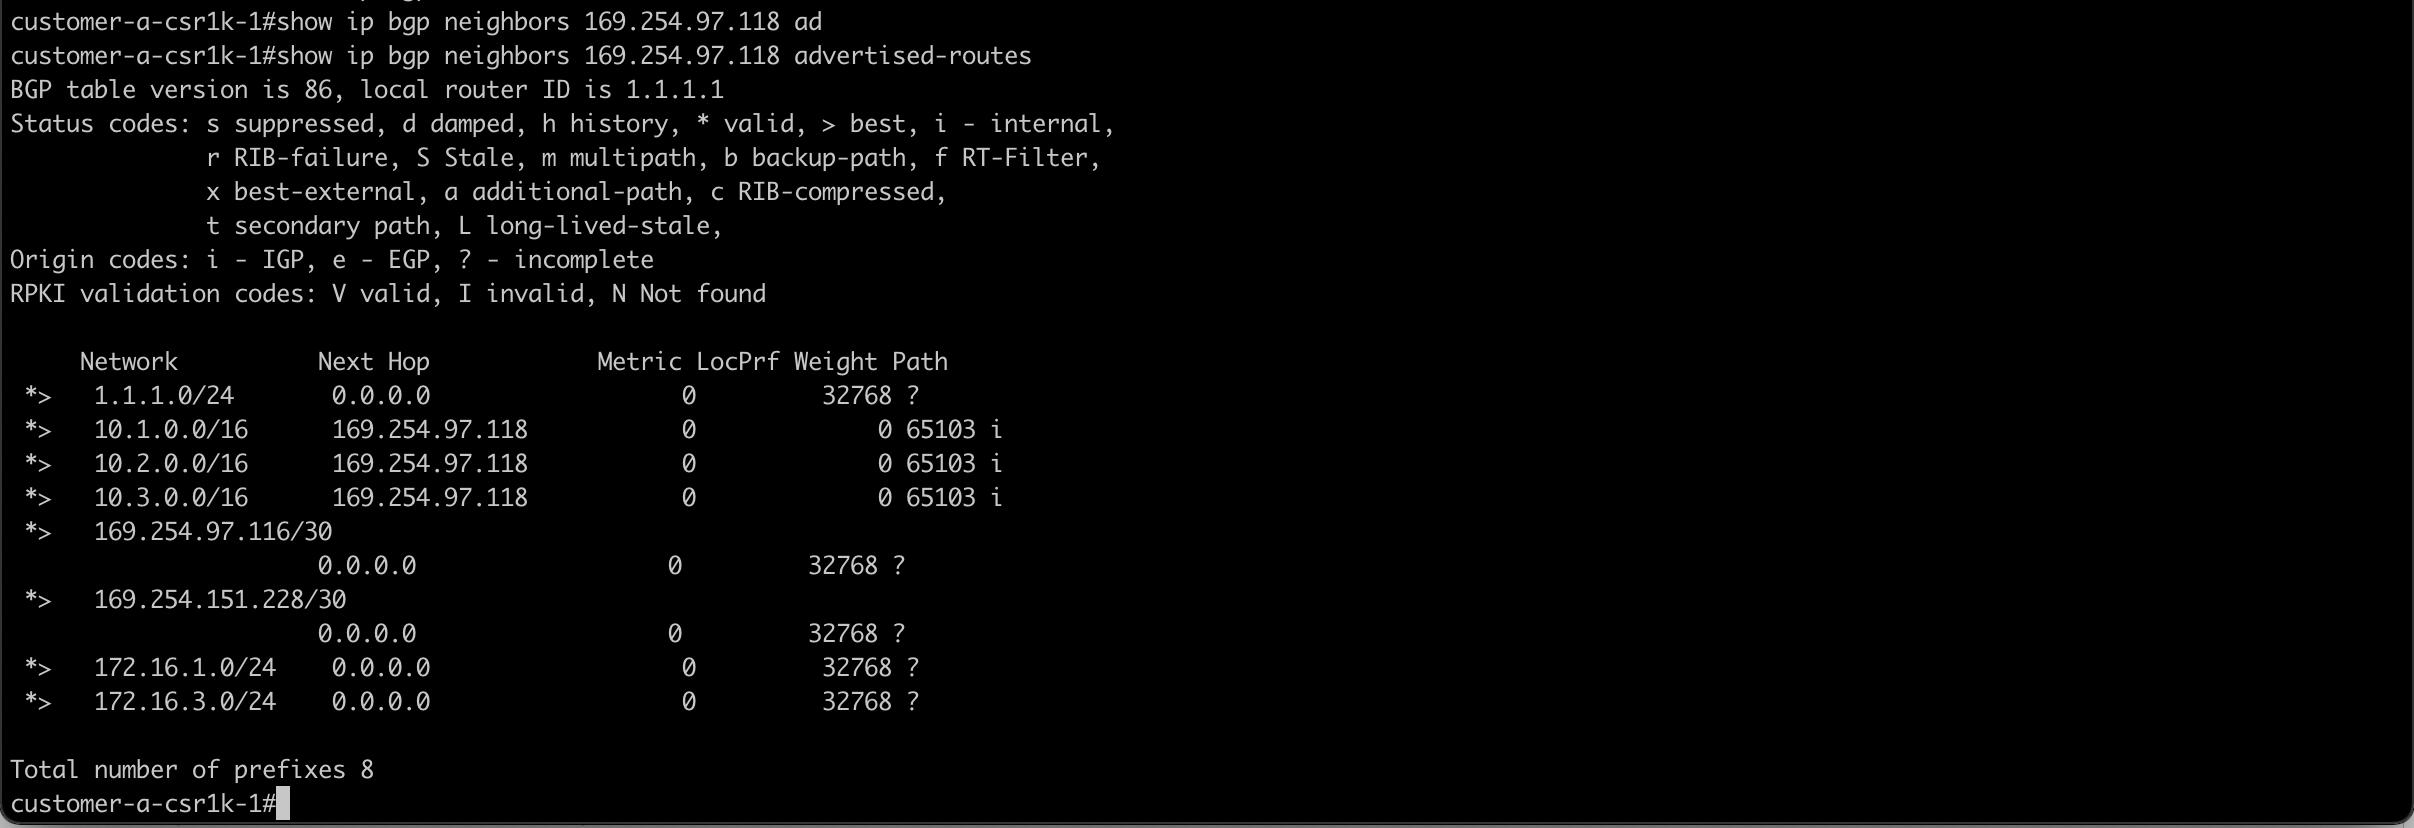 customer-a-csr1k-1#show ip bgp neighbors 169.254.97.118 ad
customer-a-csr1k-1#show ip bgp neighbors 169.254.97.118 advertised-routes
BGP table version is 86, local router ID is 1.1.1.1
Status codes: s suppressed, d damped, h history, * valid, > best, i - internal,
              r RIB-failure, S Stale, m multipath, b backup-path, f RT-Filter,
              x best-external, a additional-path, c RIB-compressed,
              t secondary path, L long-lived-stale,
Origin codes: i - IGP, e - EGP, ? - incomplete
RPKI validation codes: V valid, I invalid, N Not found

     Network          Next Hop            Metric LocPrf Weight Path
 *>   1.1.1.0/24       0.0.0.0                  0         32768 ?
 *>   10.1.0.0/16      169.254.97.118           0             0 65103 i
 *>   10.2.0.0/16      169.254.97.118           0             0 65103 i
 *>   10.3.0.0/16      169.254.97.118           0             0 65103 i
 *>   169.254.97.116/30
                      0.0.0.0                  0         32768 ?
 *>   169.254.151.228/30
                      0.0.0.0                  0         32768 ?
 *>   172.16.1.0/24    0.0.0.0                  0         32768 ?
 *>   172.16.3.0/24    0.0.0.0                  0         32768 ?

Total number of prefixes 8
customer-a-csr1k-1#